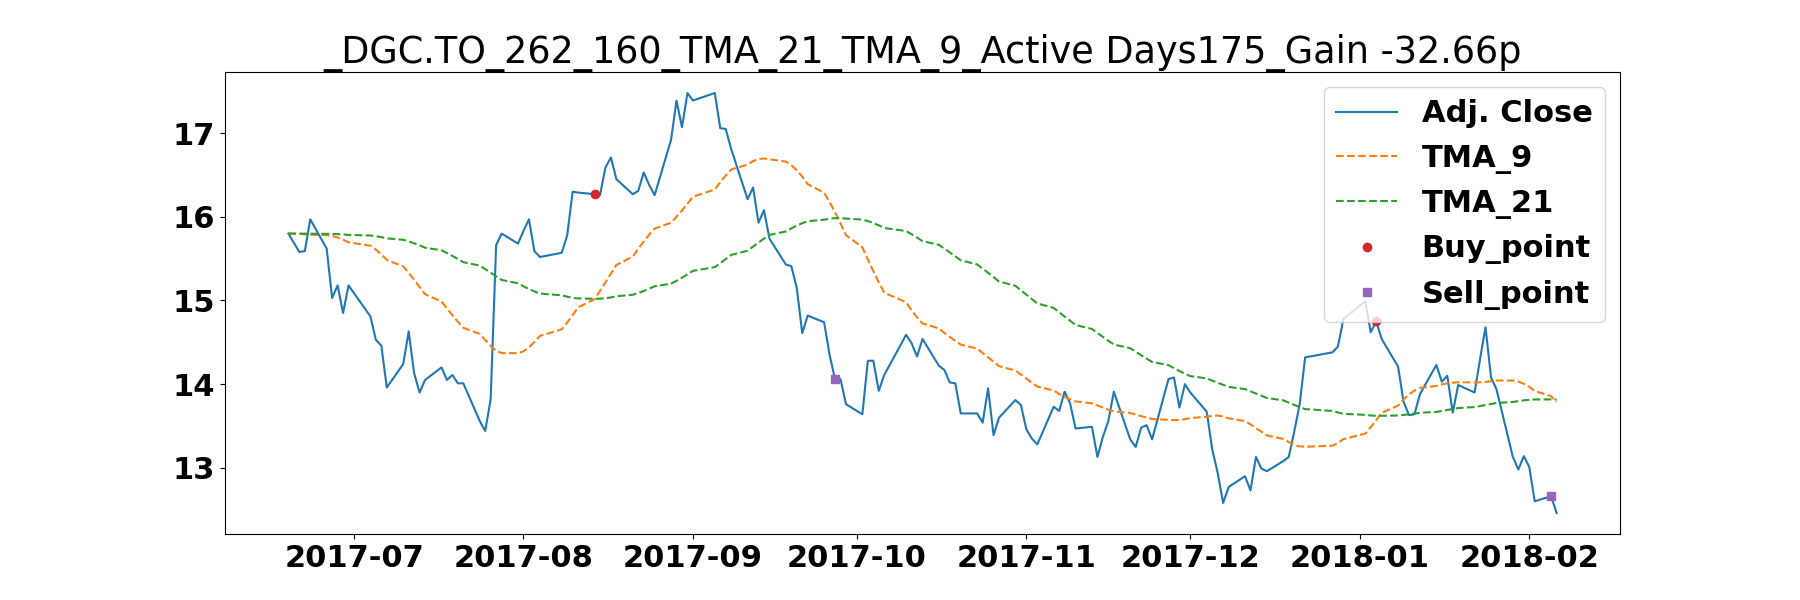 _DGC.TO_262_160_TMA_21_TMA_9_Active Days175_Gain -32.66p
17
16
15
14
13
Adj. Close
TMA_9
TMA_21
Buy_point
Sell_point
2017-07 2017-08 2017-09 2017-10 2017-11 2017-12 2018-01 2018-02